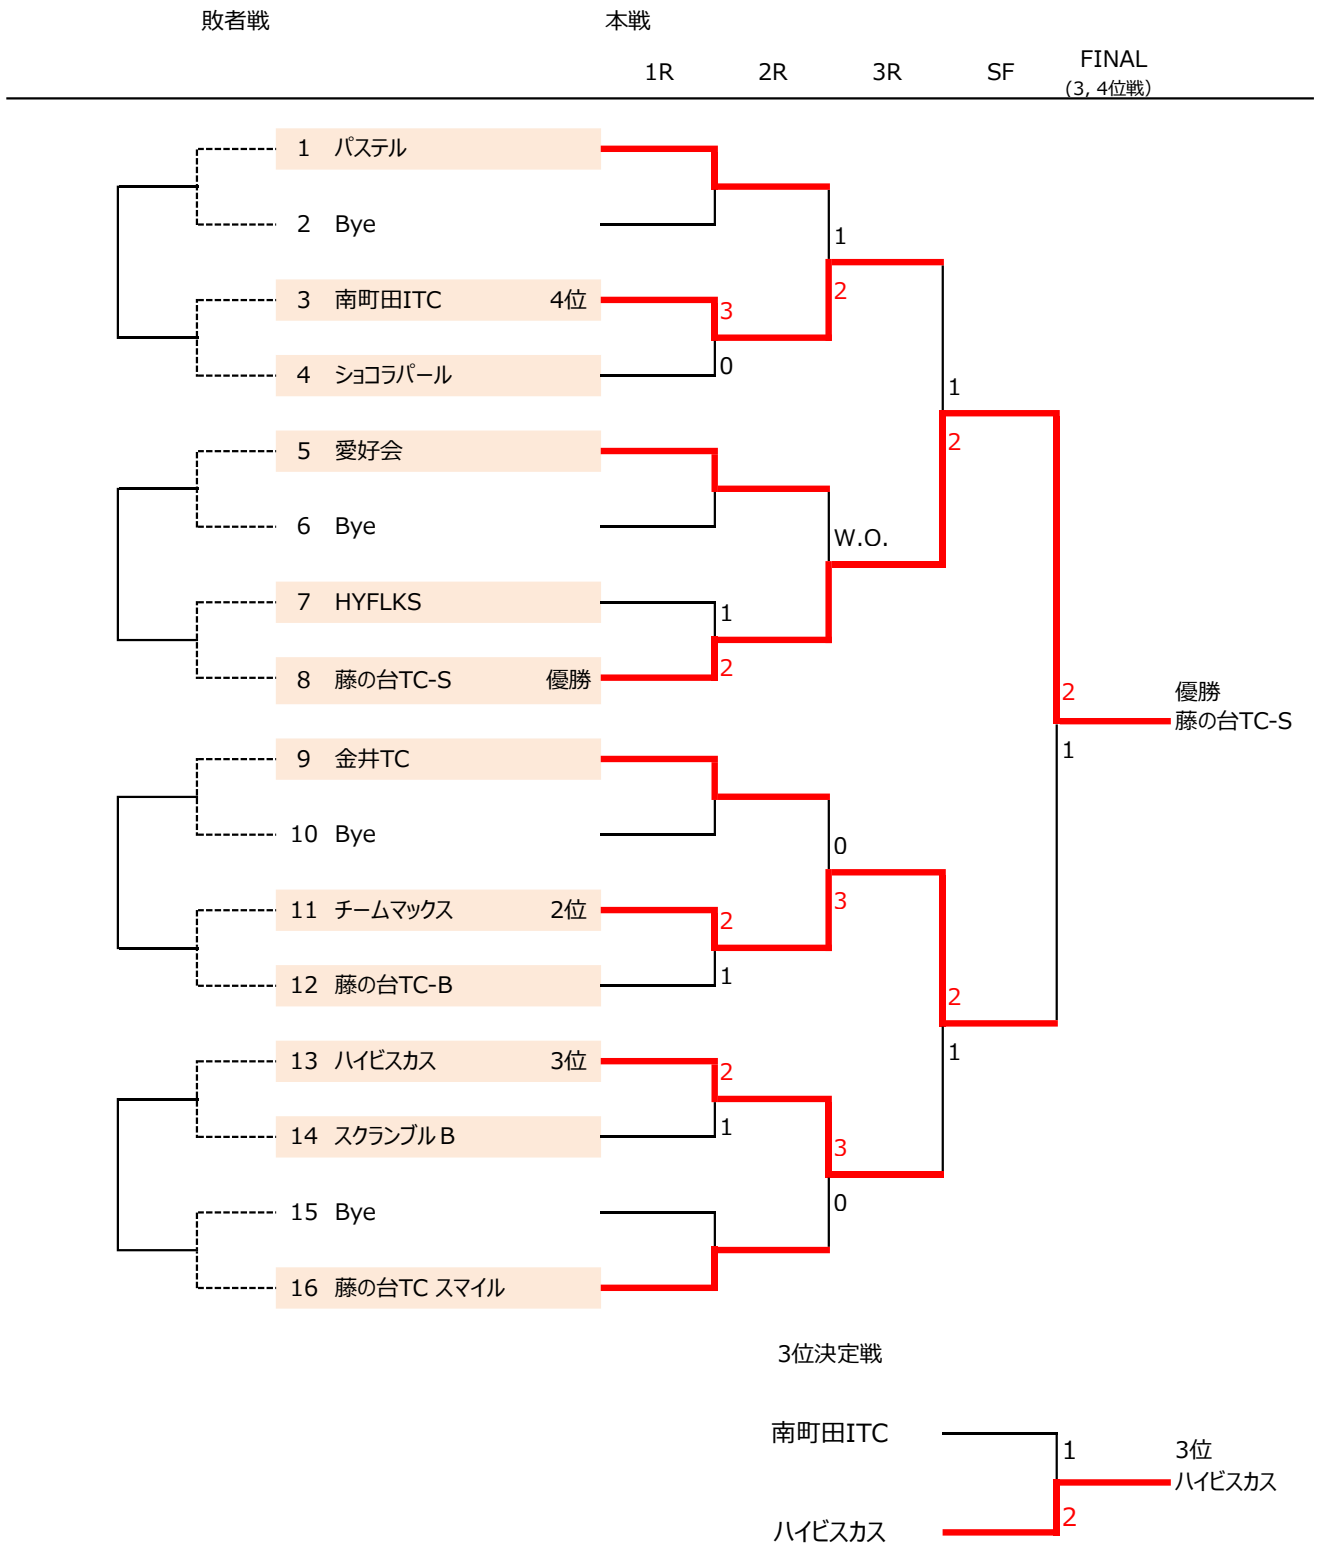 敗者戦 本戦
1R 2R 3R SF FINAL
(3, 4位戦)
1 パステル
2 Bye
1
3 南町田ITC 4位 3 2
4 ショコラパール 0
1
5 愛好会 2
6 Bye W.O.
7 HYFLKS 1
8 藤の台TC-S 優勝 2
2 優勝
藤の台TC-S
1
9 金井TC
10 Bye 0
11 チームマックス 2位 2 3
12 藤の台TC-B 1 2
13 ハイビスカス 3位 2 1
14 スクランブルB 1 3
15 Bye 0
16 藤の台TC スマイル
3位決定戦
南町田ITC 1 3位
ハイビスカス
ハイビスカス 2